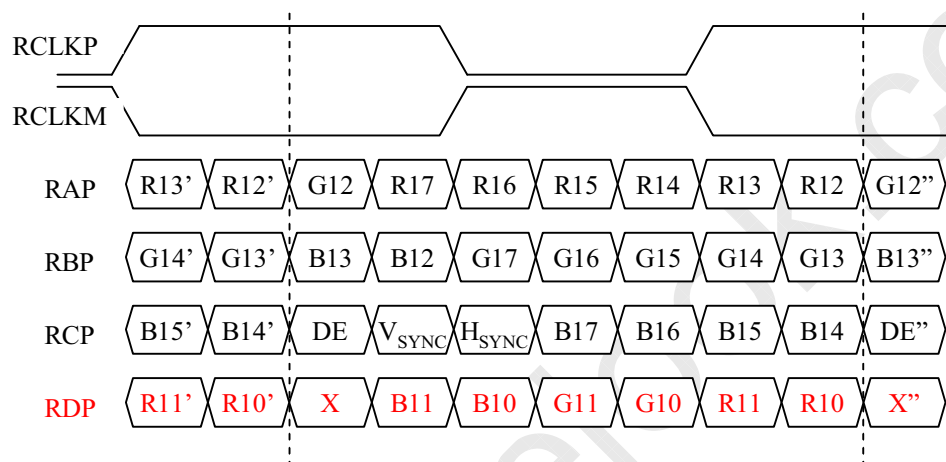 RCLKP
RCLKM
RAP R13’ R12’ G12 R17 R16 R15 R14 R13 R12 G12”
RBP G14’ G13’ B13 B12 G17 G16 G15 G14 G13 B13”
RCP B15’ B14’ DE VSYNC HSYNC B17 B16 B15 B14 DE”
RDP R11’ R10’ X B11 B10 G11 G10 R11 R10 X”